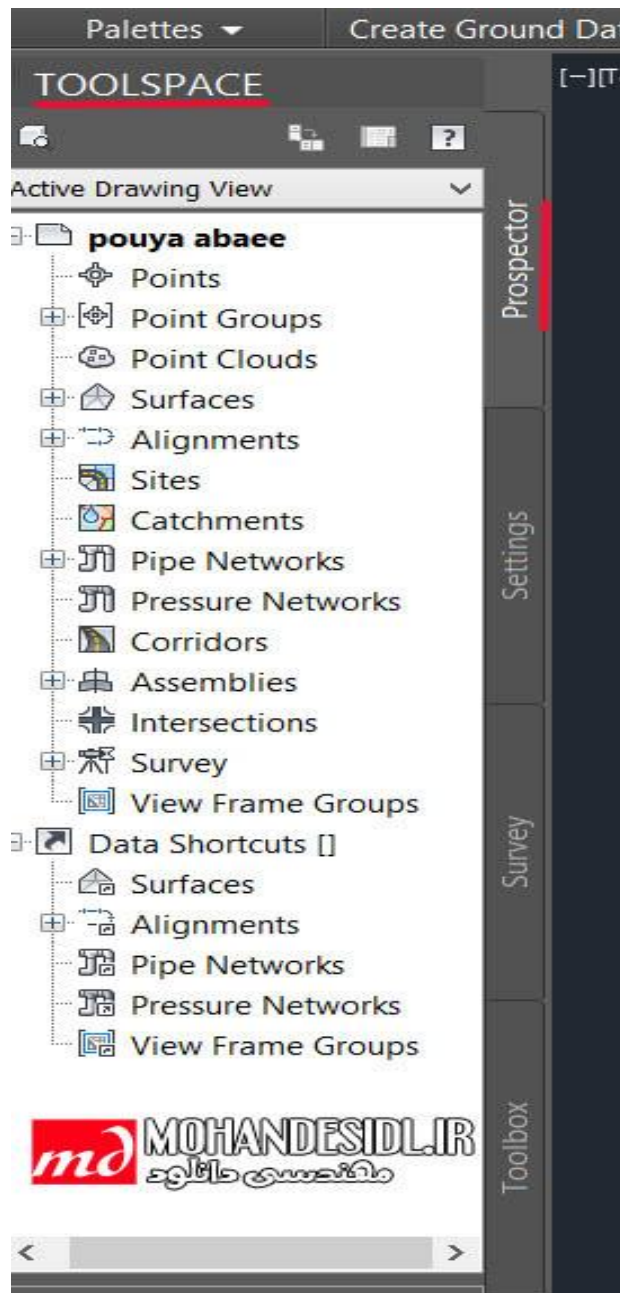 Palettes
Create Ground Dat
TOOLSPACE
[−][T
?
Active Drawing View
pouya abaee
Points
Point Groups
Point Clouds
Surfaces
Alignments
Sites
Catchments
Pipe Networks
Pressure Networks
Corridors
Assemblies
Intersections
Survey
View Frame Groups
Data Shortcuts []
Surfaces
Alignments
Pipe Networks
Pressure Networks
View Frame Groups
Prospector
Settings
Survey
Toolbox
md
MOHANDESIDL.IR
مهندسی دانلود